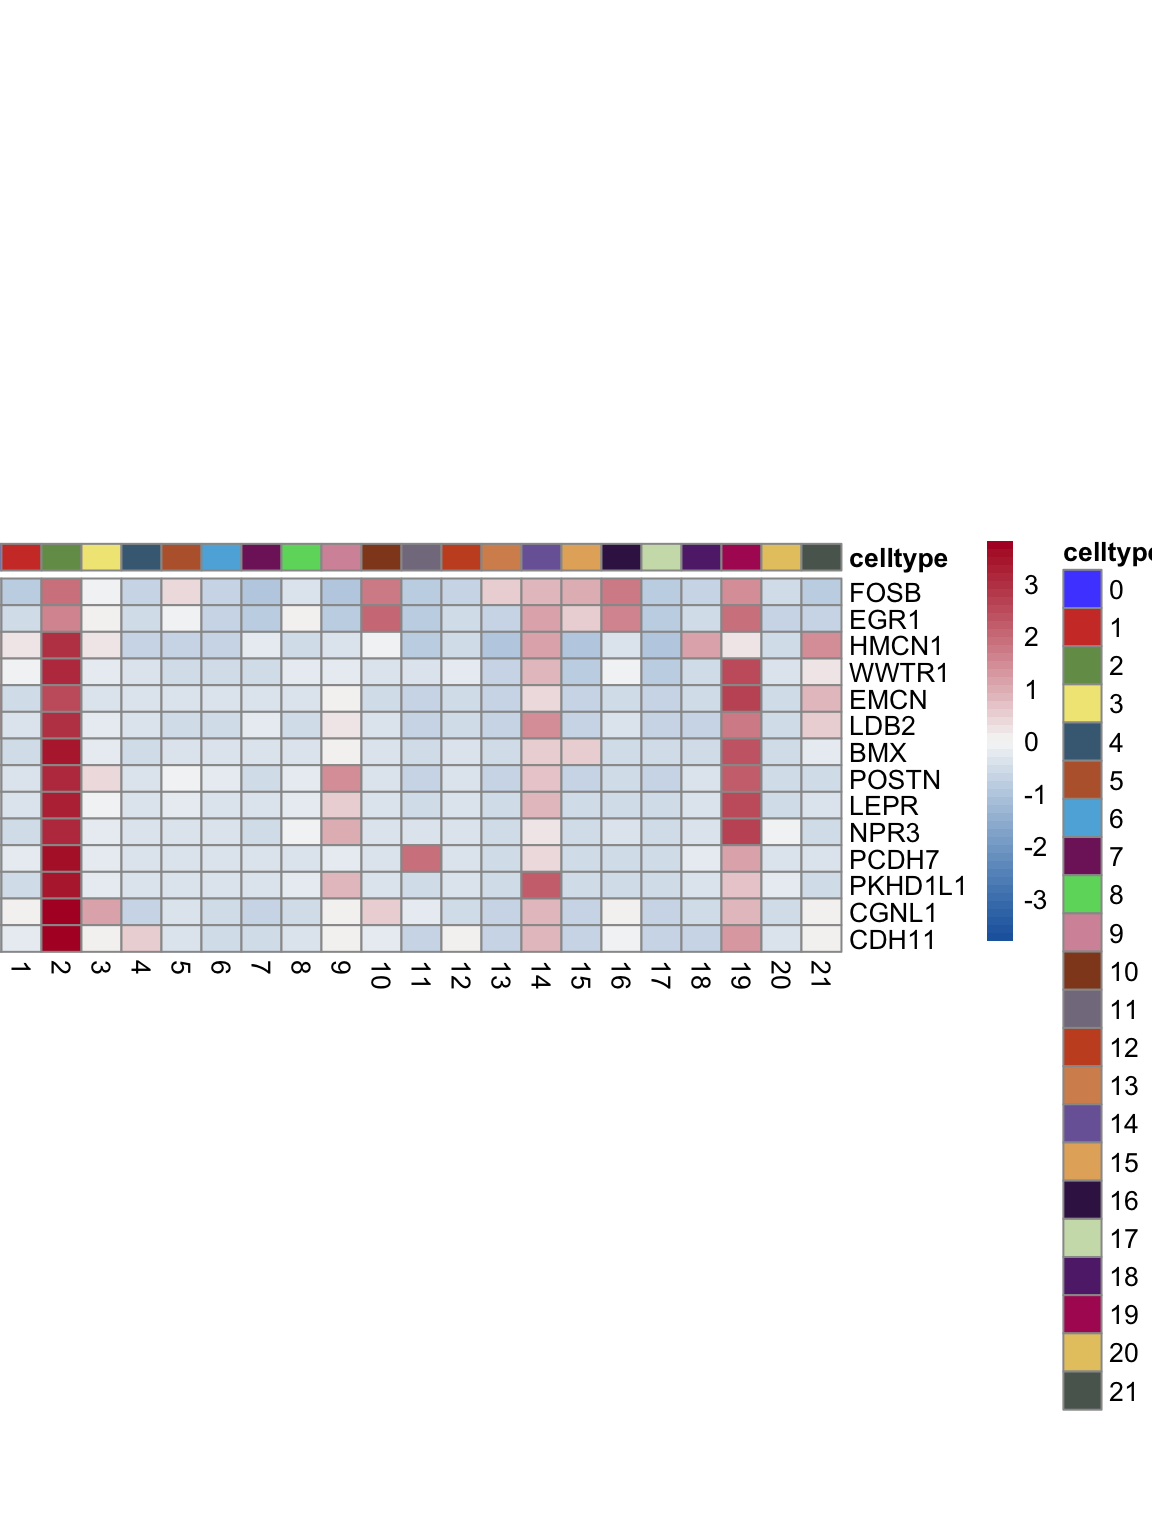 celltype
FOSB
EGR1
HMCN1
WWTR1
EMCN
LDB2
BMX
POSTN
LEPR
NPR3
PCDH7
PKHD1L1
CGNL1
CDH11
1 2 3 4 5 6 7 8 9 10 11 12 13 14 15 16 17 18 19 20 21
3
2
1
0
-1
-2
-3
celltype
0
1
2
3
4
5
6
7
8
9
10
11
12
13
14
15
16
17
18
19
20
21